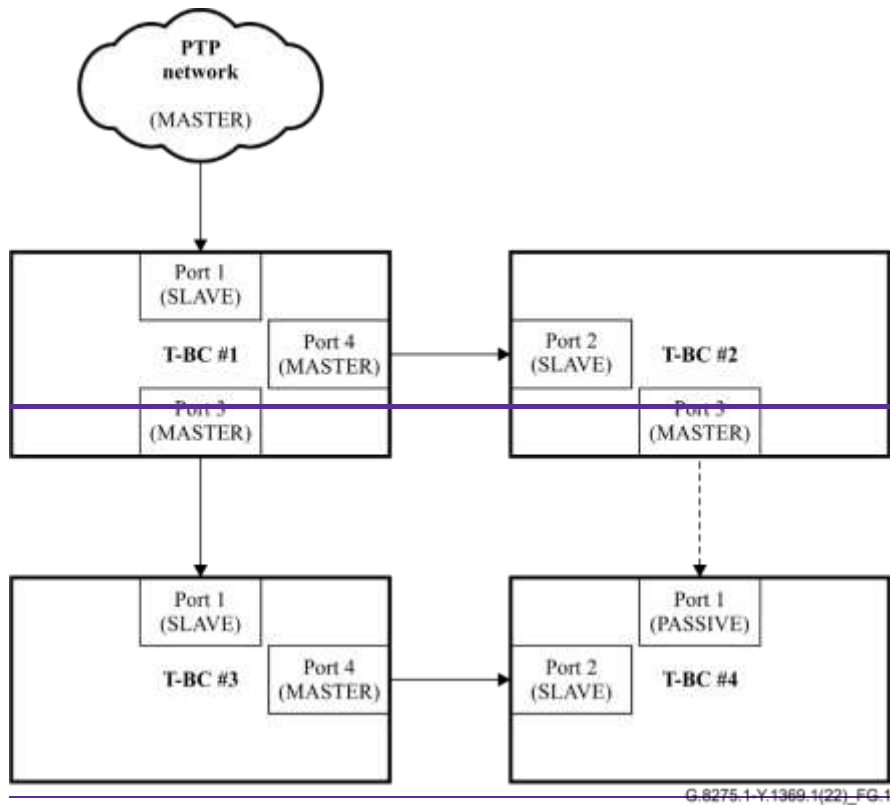 PTP
network
(MASTER)
Port 1
(SLAVE)
T-BC #1
Port 4
(MASTER)
Port 3
(MASTER)
Port 2
(SLAVE)
T-BC #2
Port 3
(MASTER)
Port 1
(SLAVE)
T-BC #3
Port 4
(MASTER)
Port 1
(PASSIVE)
Port 2
(SLAVE)
T-BC #4
G.8275.1-Y.1369.1(22)_FG.1